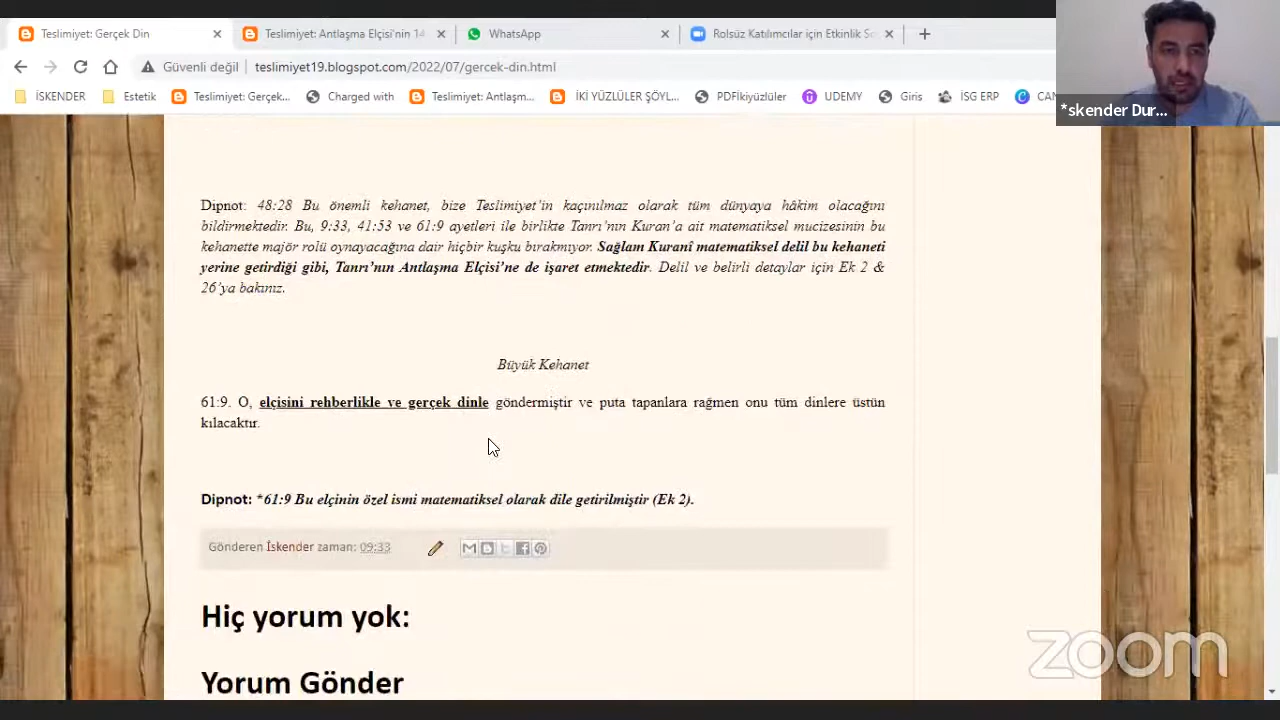 Teslimiyet: Gerçek Din
Teslimiyet: Antlaşma Elçisi'nin 14
WhatsApp
Rolsüz Katılımcılar için Etkinlik So
Güvenli değil
teslimiyet19.blogspot.com/2022/07/gercek-din.html
İSKENDER
Estetik
Teslimiyet: Gerçek...
Charged with
Teslimiyet: Antlaşm...
İKİ YÜZLÜLER ŞÖYL...
PDFİkiyüzlüler
UDEMY
Giris
İSG ERP
CAN
*skender Dur...
Dipnot: 48:28 Bu önemli kehanet, bize Teslimiyet'in kaçınılmaz olarak tüm dünyaya hâkim olacağını
bildirmektedir. Bu, 9:33, 41:53 ve 61:9 ayetleri ile birlikte Tanrı'nın Kuran'a ait matematiksel mucizesinin bu
kehanette majör rolü oynayacağına dair hiçbir kuşku bırakmıyor. Sağlam Kuranî matematiksel delil bu kehaneti
yerine getirdiği gibi, Tanrı'nın Antlaşma Elçisi'ne de işaret etmektedir. Delil ve belirli detaylar için Ek 2 &
26'ya bakınız.
Büyük Kehanet
61:9. O, elçisini rehberlikle ve gerçek dinle göndermiştir ve puta tapanlara rağmen onu tüm dinlere üstün
kılacaktır.
Dipnot: *61:9 Bu elçinin özel ismi matematiksel olarak dile getirilmiştir (Ek 2).
Gönderen İskender zaman: 09:33
Hiç yorum yok:
Yorum Gönder
zoom